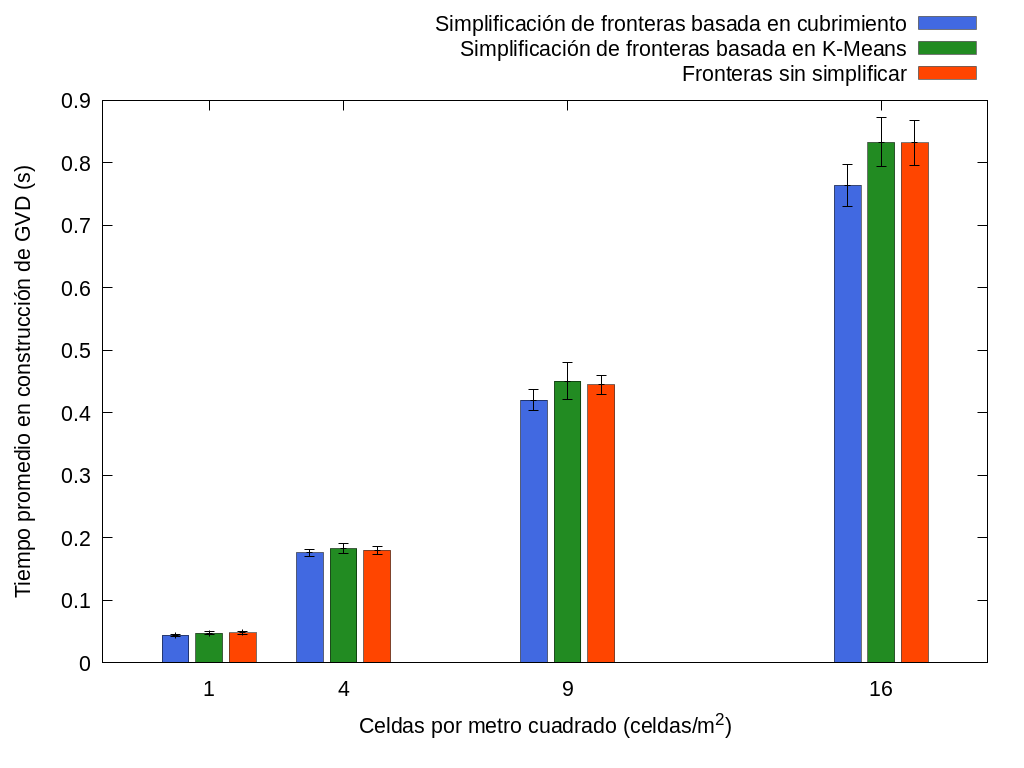 Simplificación de fronteras basada en cubrimiento
Simplificación de fronteras basada en K-Means
Fronteras sin simplificar
Tiempo promedio en construcción de GVD (s)
0.9
0.8
0.7
0.6
0.5
0.4
0.3
0.2
0.1
0
1 4 9 16
Celdas por metro cuadrado (celdas/m²)